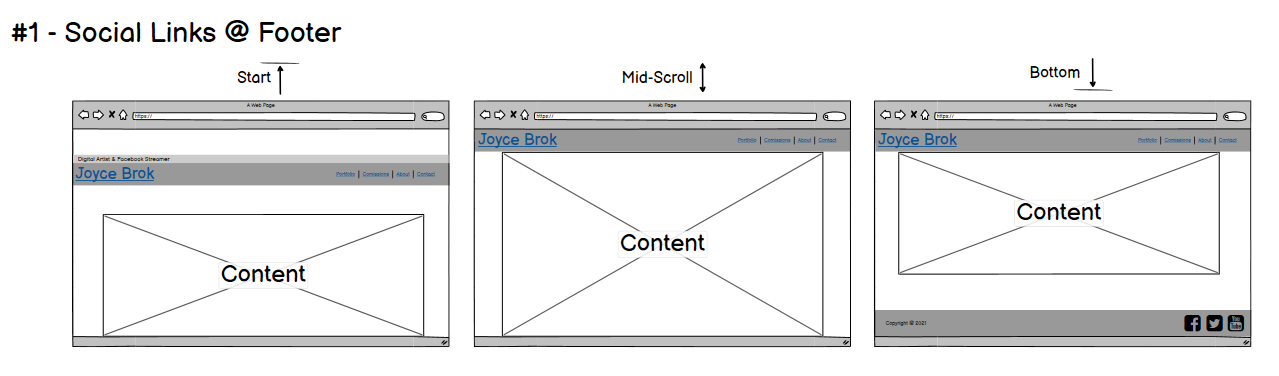 #1 - Social Links @ Footer
Start
Mid-Scroll
Bottom
A Web Page
https://
Digital Artist & Facebook Streamer
Joyce Brok
Portfolio | Comissions | About | Contact
Content
A Web Page
https://
Joyce Brok
Portfolio | Comissions | About | Contact
Content
A Web Page
https://
Joyce Brok
Portfolio | Comissions | About | Contact
Content
Copyright @ 2021
You
Tube